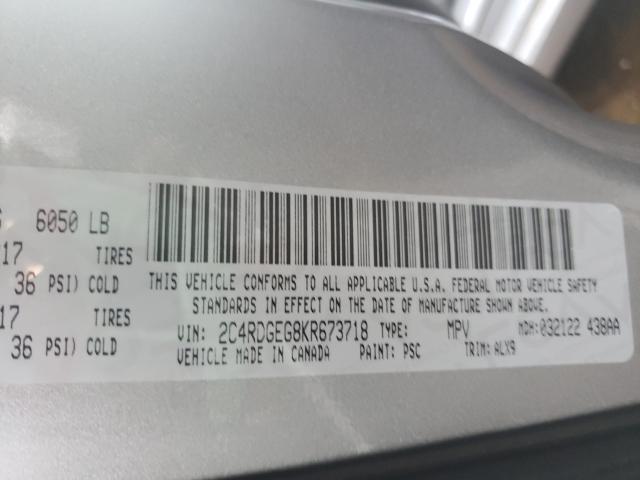 6050 LB
17 TIRES
36 PSI) COLD
17 TIRES
36 PSI) COLD
THIS VEHICLE CONFORMS TO ALL APPLICABLE U.S.A. FEDERAL MOTOR VEHICLE SAFETY
STANDARDS IN EFFECT ON THE DATE OF MANUFACTURE SHOWN ABOVE.
VIN: 2C4RDGEG8KR673718 TYPE: MPV MDH:032122 438AA
VEHICLE MADE IN CANADA PAINT: PSC TRIM: ALX9